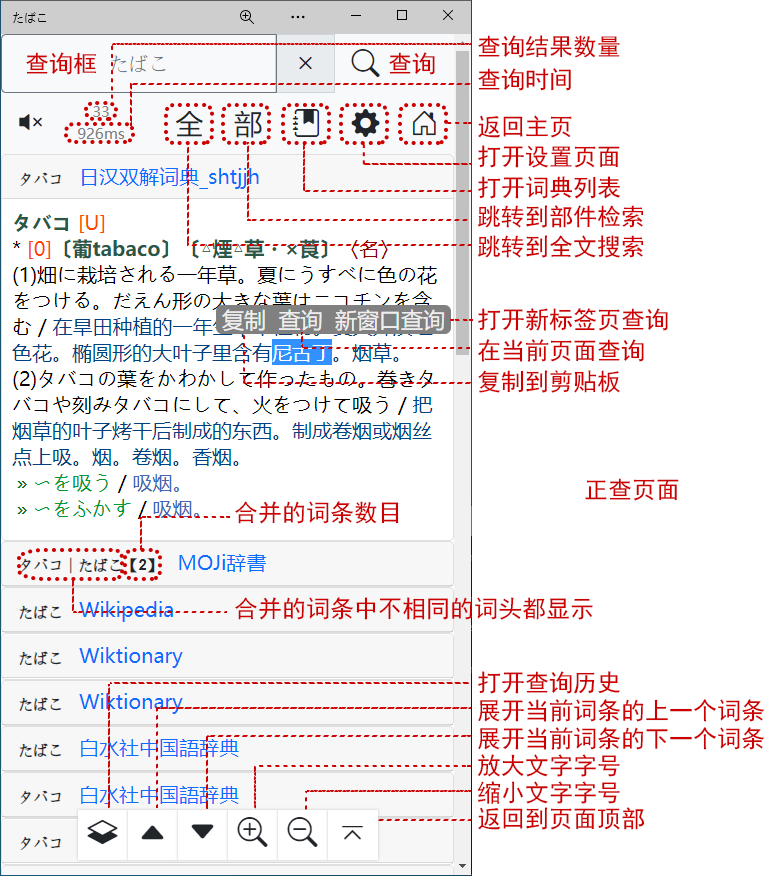 たばこ
查询框 たばこ
查询
查询结果数量
查询时间
33
926ms
全
部
返回主页
打开设置页面
打开词典列表
跳转到部件检索
跳转到全文搜索
タバコ 日汉双解词典_shtjjh
タバコ [U]
* [0]〔葡tabaco〕〔△煙△草・×莨〕〈名〉
(1)畑に栽培される一年草。夏にうすべに色の花
をつける。だえん形の大きな葉はニコチンを含
む / 在旱田种植的一年生
复制 查询 新窗口查询
打开新标签页查询
色花。椭圆形的大叶子里含有尼古丁。烟草。
在当前页面查询
复制到剪贴板
(2)タバコの葉をかわかして作ったもの。巻きタ
バコや刻みタバコにして、火をつけて吸う / 把
烟草的叶子烤干后制成的东西。制成卷烟或烟丝
点上吸。烟。卷烟。香烟。
» ∽を吸う / 吸烟。
» ∽をふかす / 吸烟。
正查页面
合并的词条数目
タバコ | たばこ【2】 MOJi辞書
たばこ Wikipedia
合并的词条中不相同的词头都显示
たばこ Wiktionary
たばこ Wiktionary
たばこ 白水社中国語辞典
タバコ 白水社中国語辞典
タバコ
打开查询历史
展开当前词条的上一个词条
展开当前词条的下一个词条
放大文字字号
缩小文字字号
返回到页面顶部